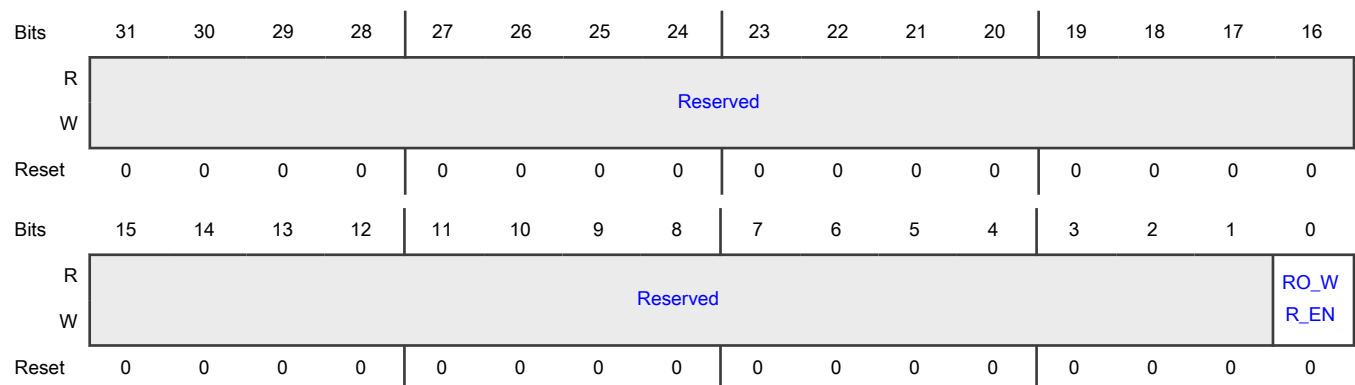 Bits 31 30 29 28 27 26 25 24 23 22 21 20 19 18 17 16
R
Reserved
W
Reset 0 0 0 0 0 0 0 0 0 0 0 0 0 0 0 0
Bits 15 14 13 12 11 10 9 8 7 6 5 4 3 2 1 0
R RO_W
Reserved
W R_EN
Reset 0 0 0 0 0 0 0 0 0 0 0 0 0 0 0 0